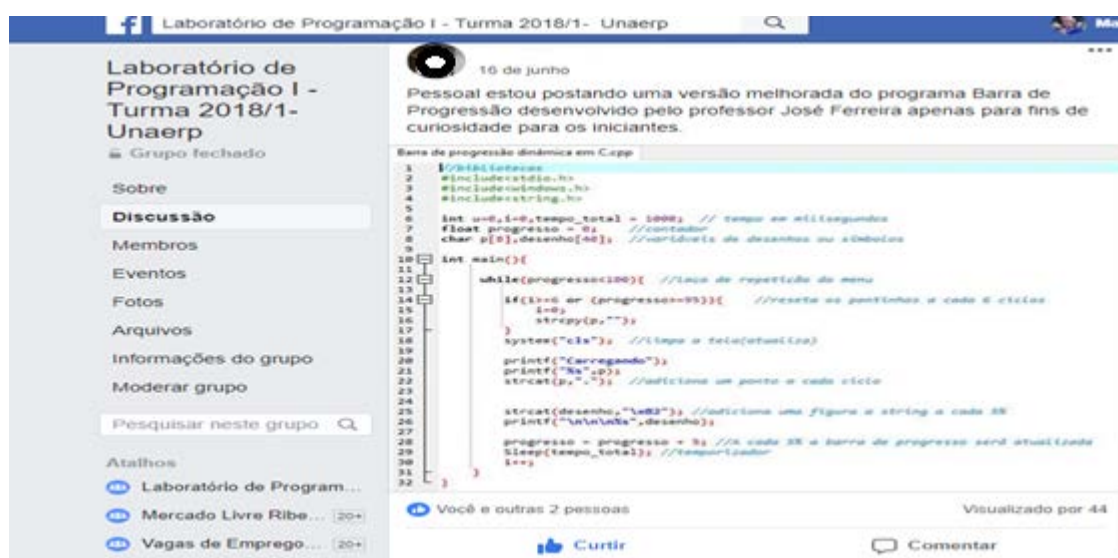 Laboratório de Programação I - Turma 2018/1- Unaerp
Laboratório de
Programação I -
Turma 2018/1-
Unaerp
Grupo fechado
Sobre
Discussão
Membros
Eventos
Fotos
Arquivos
Informações do grupo
Moderar grupo
Pesquisar neste grupo
Atalhos
Laboratório de Program...
Mercado Livre Ribe... 20+
Vagas de Emprego... 20+
16 de junho
Pessoal estou postando uma versão melhorada do programa Barra de
Progressão desenvolvido pelo professor José Ferreira apenas para fins de
curiosidade para os iniciantes.
Barra de progressão dinâmica em C.cpp
1 //bibliotecas
2 #include<stdio.h>
3 #include<windows.h>
4 #include<string.h>
5
6 int u=0,i=0,tempo_total = 1000; // tempo em milisegundos
7 float progresso = 0; //contador
8 char p[8],desenho[40]; //variáveis de desenhos ou símbolos
9
10 int main(){
11
12 while(progresso<100){ //laço de repetição do menu
13
14 if(i>=6 or (progresso==95)){ //reseta os pontinhos a cada 6 ciclos
15 i=0;
16 strcpy(p,"");
17 }
18 system("cls"); //limpa a tela(atualiza)
19
20 printf("Carregando");
21 printf("%s",p);
22 strcat(p,"."); //adiciona um ponto a cada ciclo
23
24
25 strcat(desenho,"\xB2"); //adiciona uma figura a string a cada 5%
26 printf("\n\n\n%s",desenho);
27
28 progresso = progresso + 5; //A cada 5% a barra de progresso será atualizada
29 Sleep(tempo_total); //temporizador
30 i++;
31 }
32 }
Você e outras 2 pessoas
Visualizado por 44
Curtir
Comentar